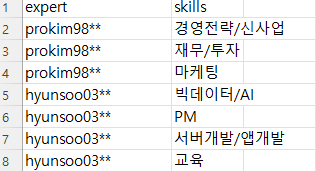 1 expert skills
2 prokim98** 경영전략/신사업
3 prokim98** 재무/투자
4 prokim98** 마케팅
5 hyunsoo03** 빅데이터/AI
6 hyunsoo03** PM
7 hyunsoo03** 서버개발/앱개발
8 hyunsoo03** 교육